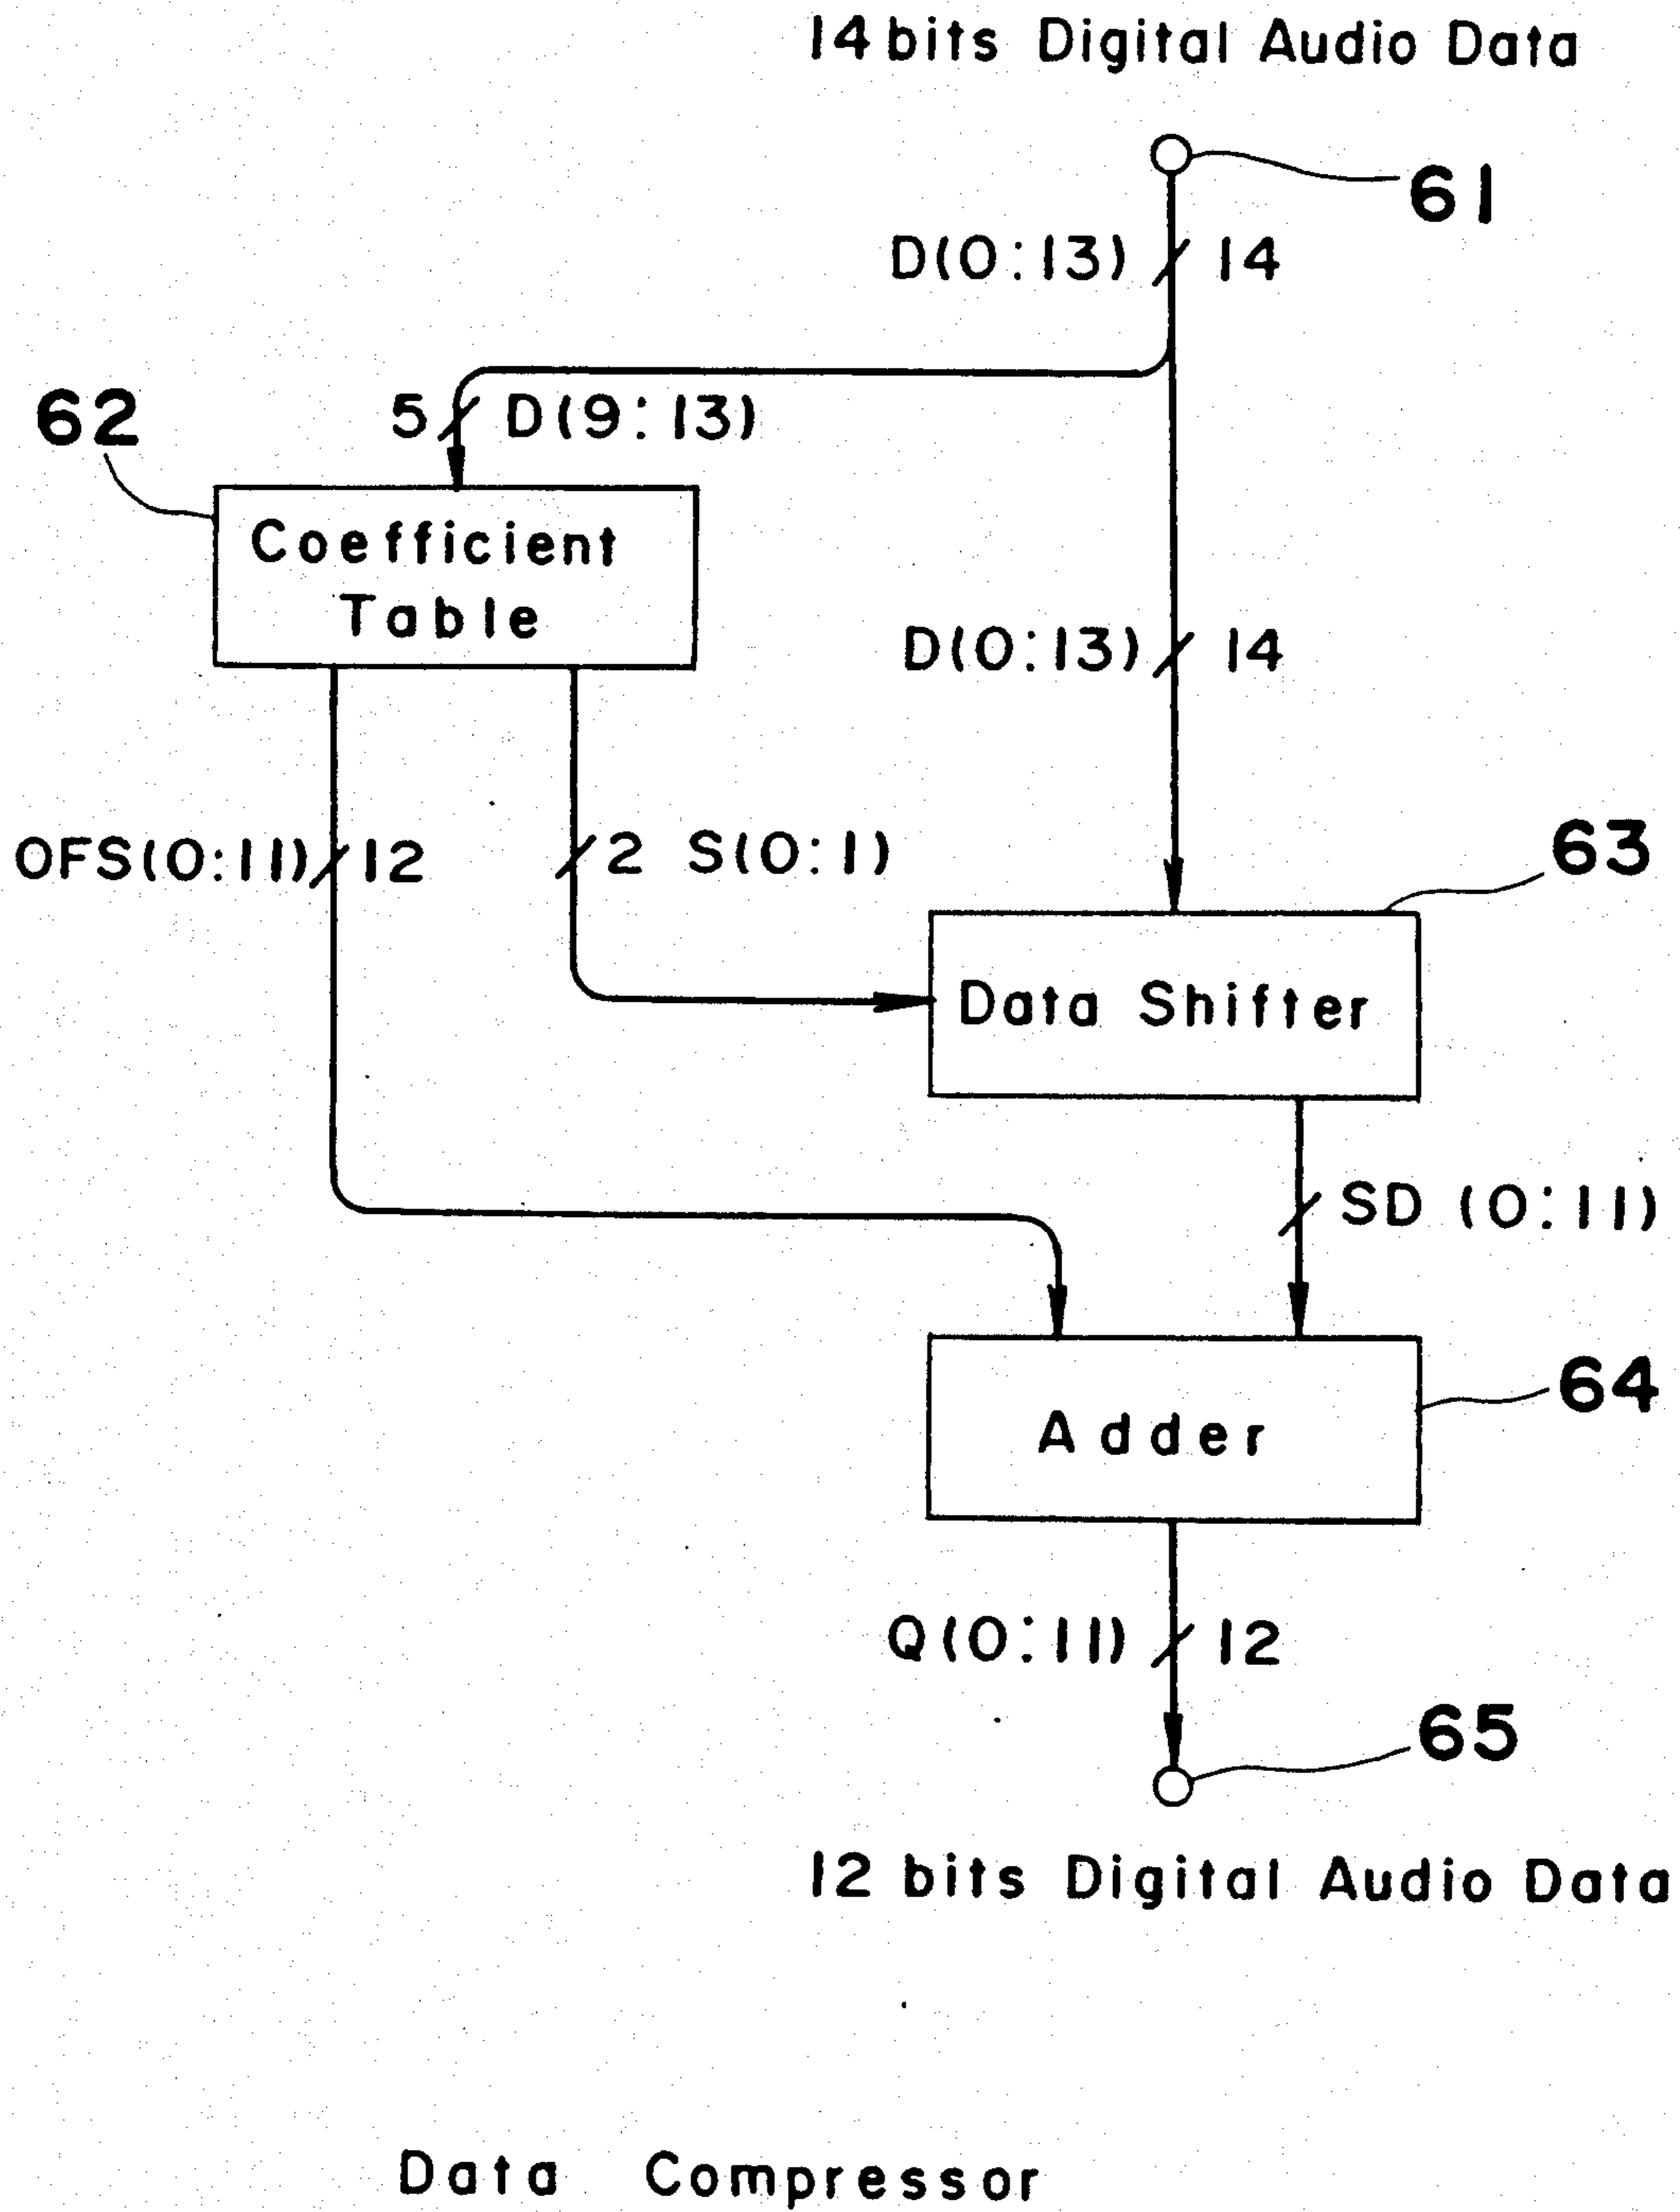 14 bits Digital Audio Data
61
D(0:13) 14
62
5 D(9:13)
Coefficient
Table
D(0:13) 14
OFS(0:11) 12
2 S(0:1)
63
Data Shifter
SD (0:11)
64
Adder
Q(0:11) 12
65
12 bits Digital Audio Data
Data Compressor